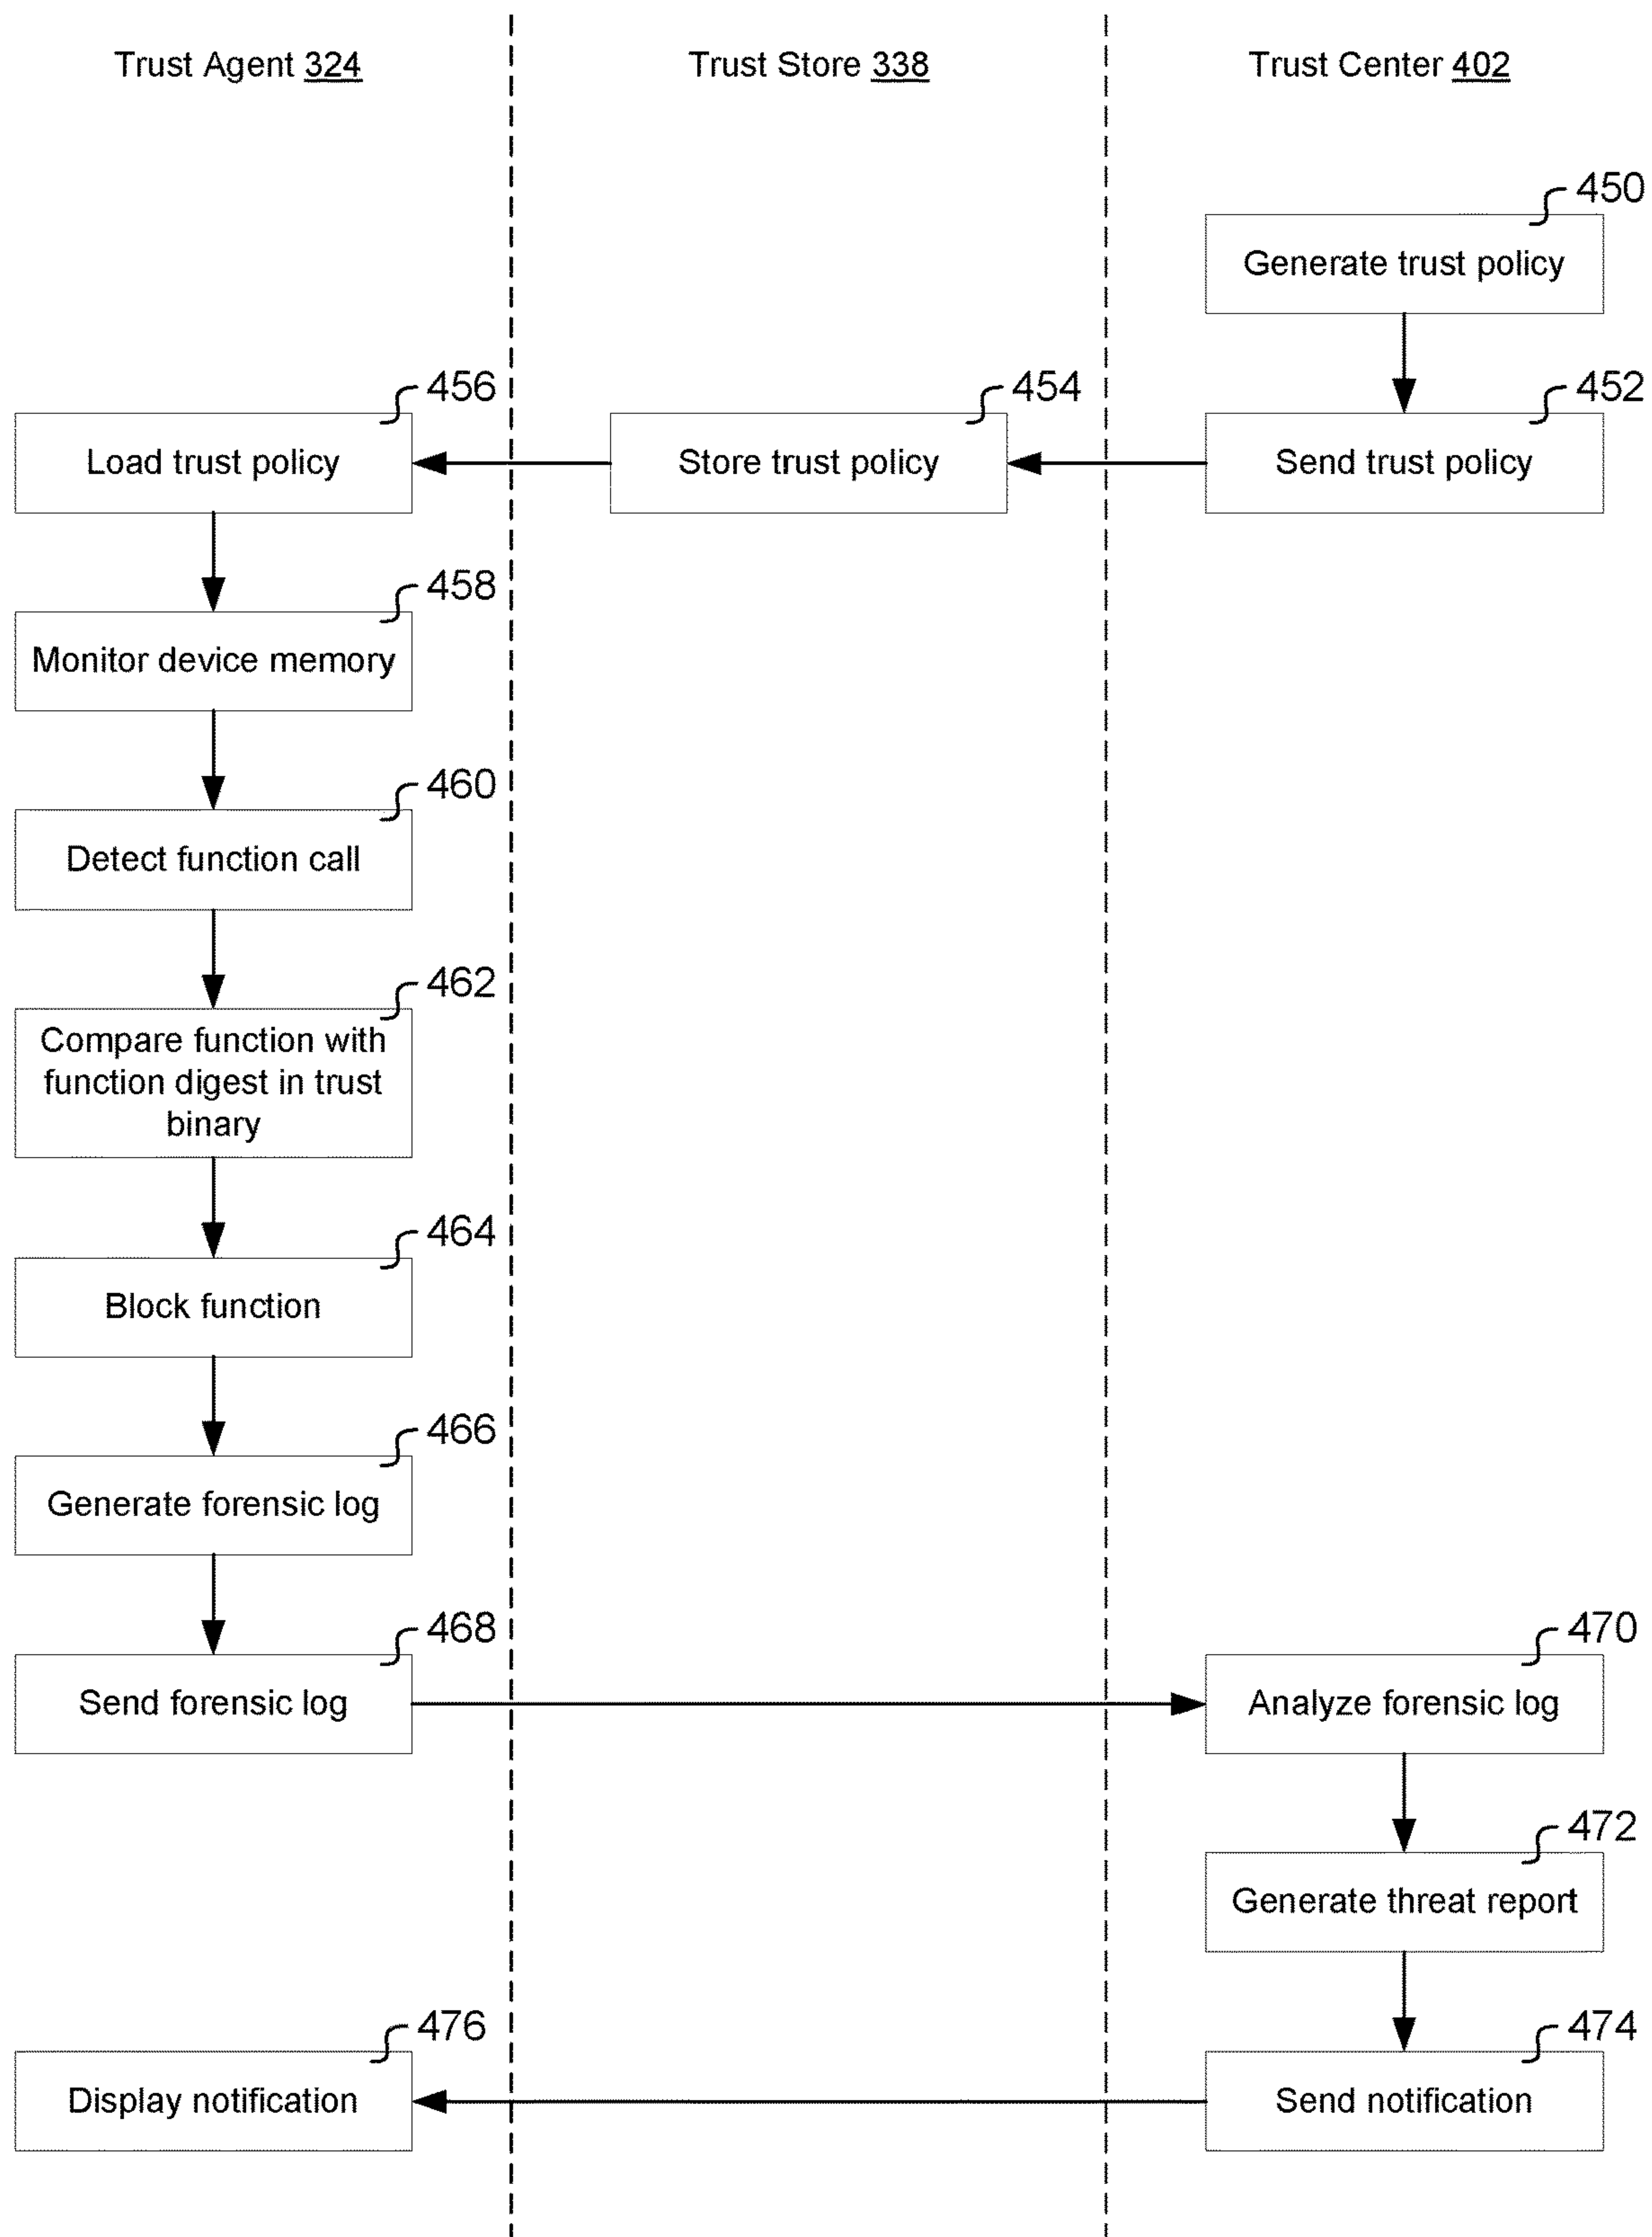 Trust Agent 324
Trust Store 338
Trust Center 402
450
Generate trust policy
456
454
452
Load trust policy
Store trust policy
Send trust policy
458
Monitor device memory
460
Detect function call
462
Compare function with
function digest in trust
binary
464
Block function
466
Generate forensic log
468
470
Send forensic log
Analyze forensic log
472
Generate threat report
476
474
Display notification
Send notification